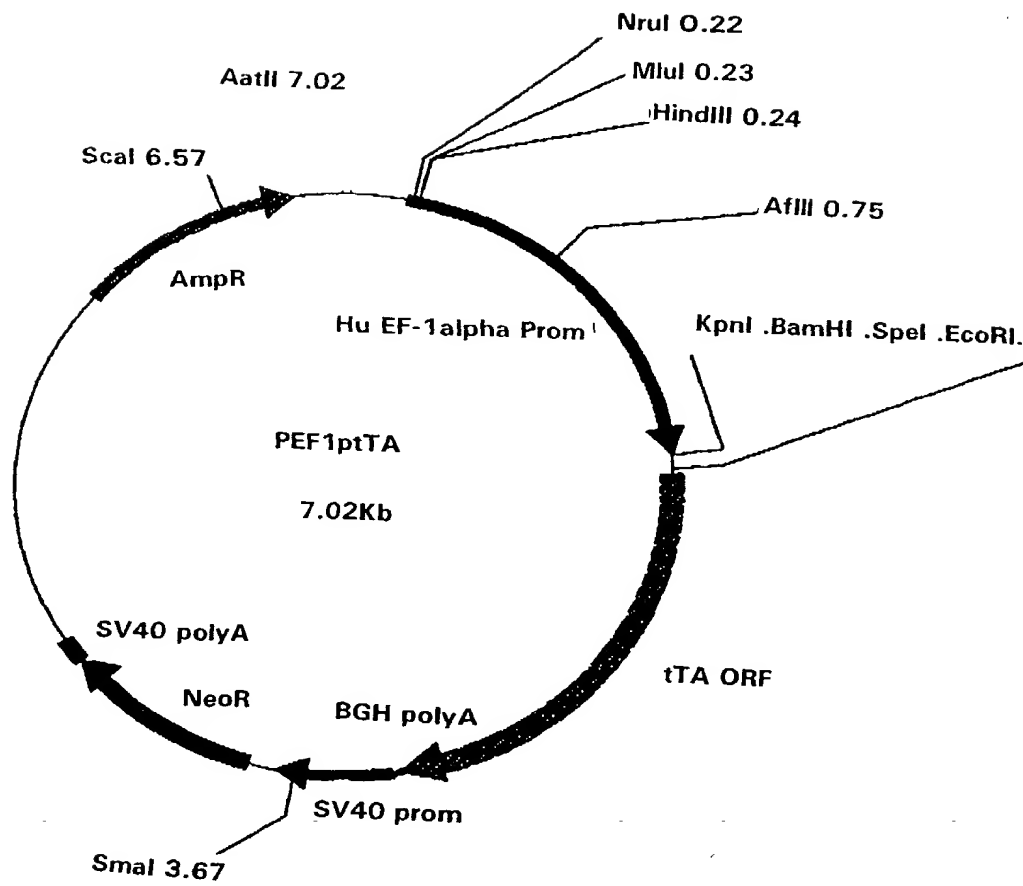 NruI 0.22
AatII 7.02
MluI 0.23
HindIII 0.24
ScaI 6.57
AflII 0.75
AmpR
Hu EF-1alpha Prom
KpnI .BamHI .SpeI .EcoRI.
PEF1ptTA
7.02Kb
SV40 polyA
tTA ORF
NeoR
BGH polyA
SV40 prom
SmaI 3.67